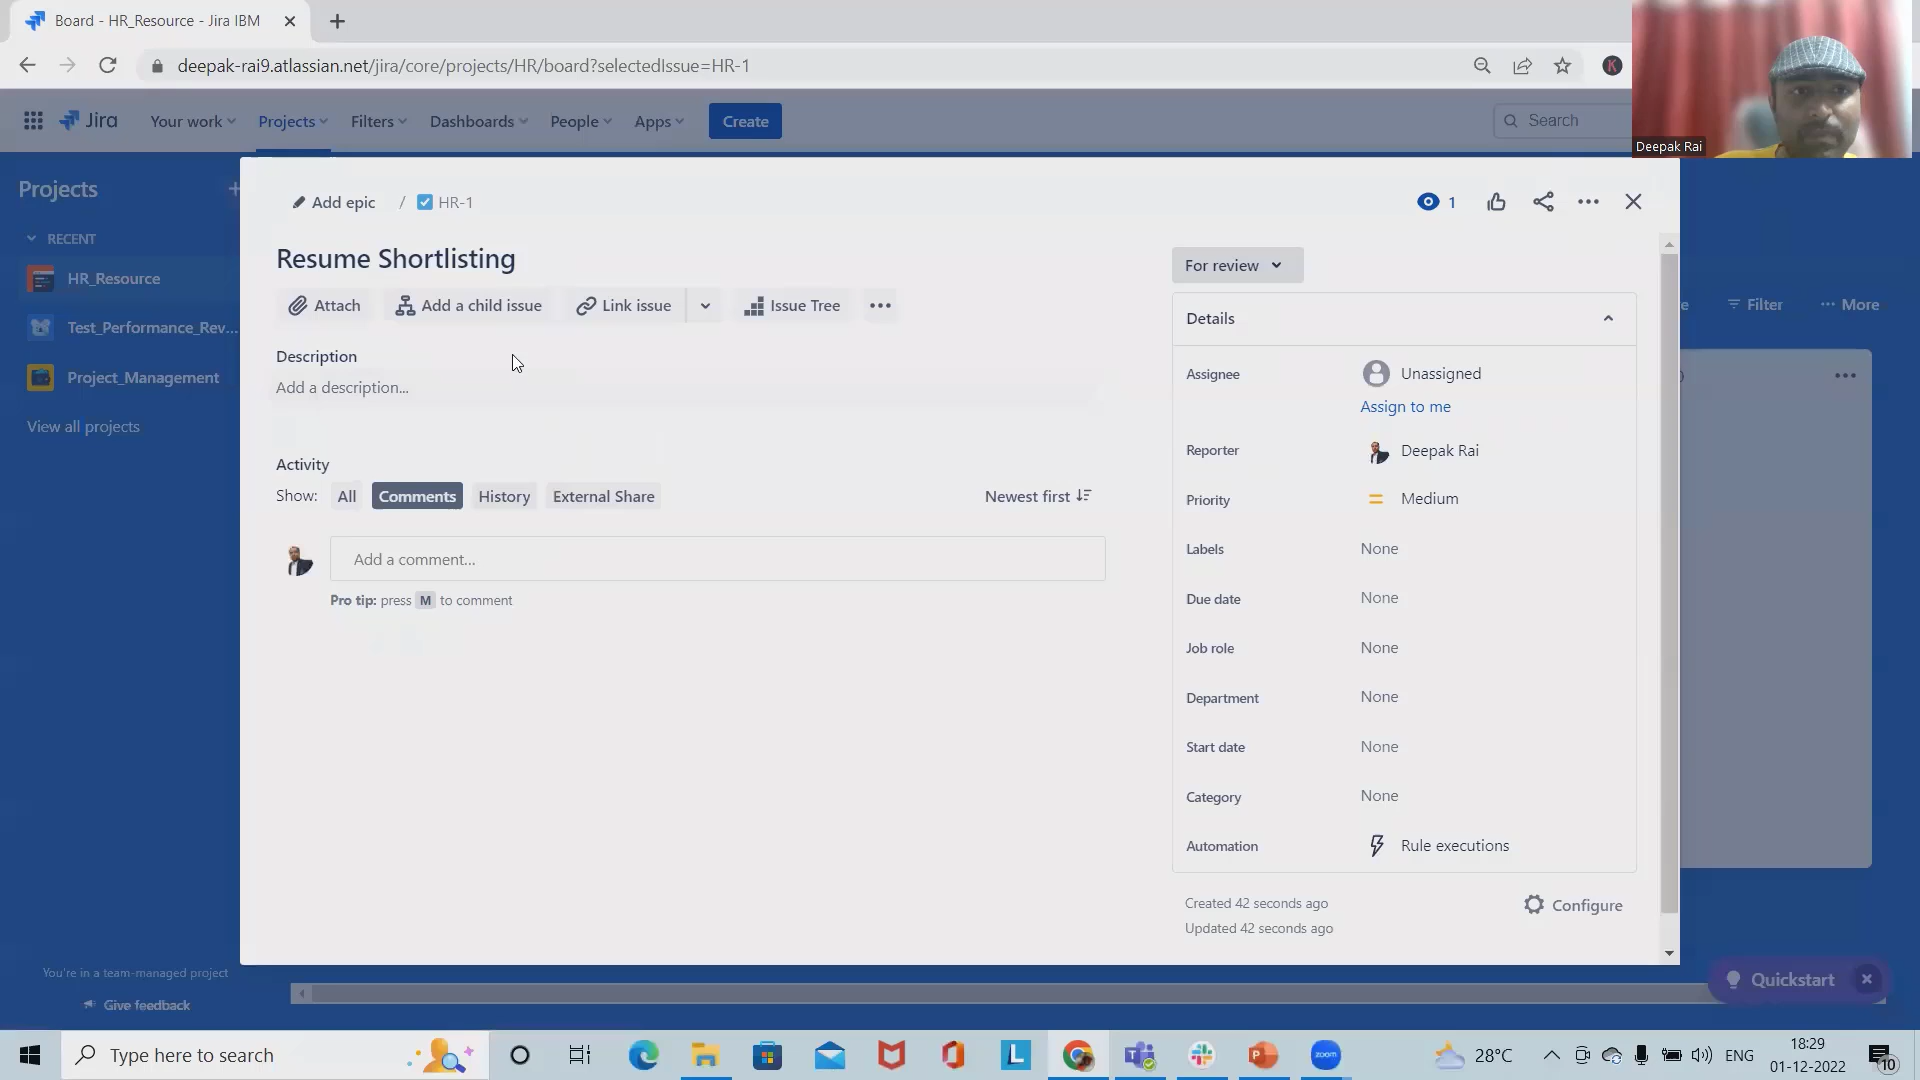 Board - HR_Resource - Jira IBM
deepak-rai9.atlassian.net/jira/core/projects/HR/board?selectedIssue=HR-1
K
Jira
Your work
Projects
Filters
Dashboards
People
Apps
Create
Search
Deepak Rai
Projects
RECENT
HR_Resource
Test_Performance_Rev...
Project_Management
View all projects
Add epic / HR-1
1
Resume Shortlisting
Attach
Add a child issue
Link issue
Issue Tree
Description
Add a description...
Activity
Show: All Comments History External Share
Newest first
Add a comment...
Pro tip: press M to comment
For review
Details
Assignee Unassigned
Assign to me
Reporter Deepak Rai
Priority Medium
Labels None
Due date None
Job role None
Department None
Start date None
Category None
Automation Rule executions
Created 42 seconds ago
Updated 42 seconds ago
Configure
Filter
More
You're in a team-managed project
Give feedback
Quickstart
Type here to search
L
zoom
28°C
ENG
18:29
01-12-2022
10